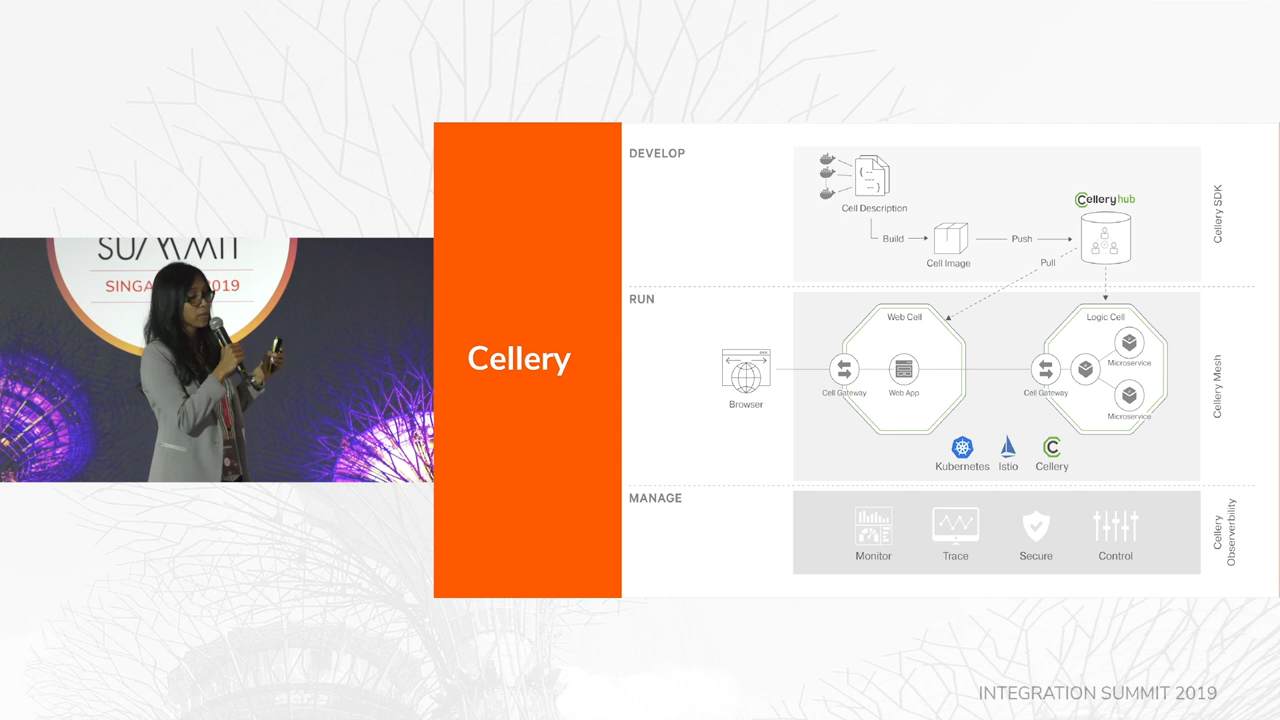 SUMMIT
Cellery
DEVELOP
Cell Description
Build
Cell Image
Push
Pull
Cellery hub
Cellery SDK
RUN
Browser
Web Cell
Cell Gateway
Web App
Logic Cell
Cell Gateway
Microservice
Microservice
Kubernetes
Istio
Cellery
Cellery Mesh
MANAGE
Monitor
Trace
Secure
Control
Cellery
Observerbility
INTEGRATION SUMMIT 2019